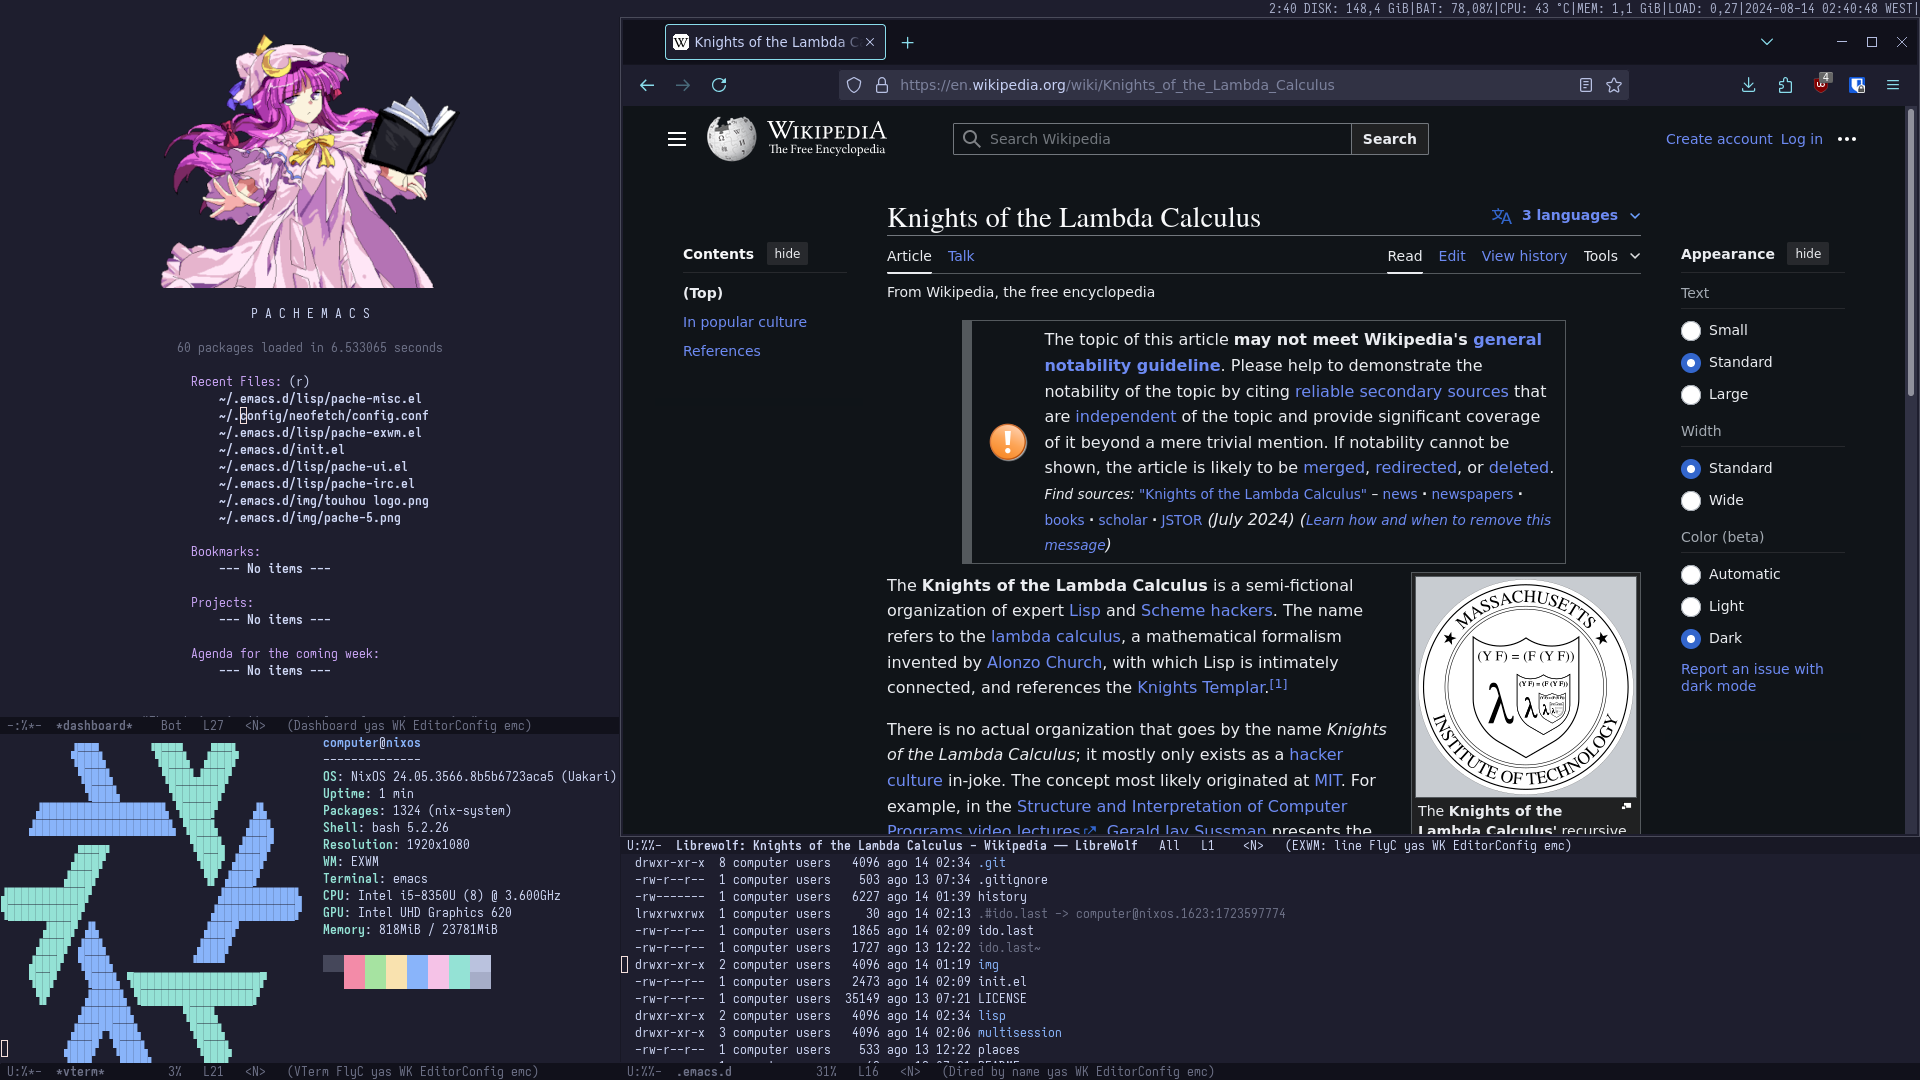 2:40 DISK: 148,4 GiB|BAT: 78,08%|CPU: 43 °C|MEM: 1,1 GiB|LOAD: 0,27|2024-08-14 02:40:48 WEST|
PACHEMACS
60 packages loaded in 6.533065 seconds
Recent Files: (r)
~/.emacs.d/lisp/pache-misc.el
~/.config/neofetch/config.conf
~/.emacs.d/lisp/pache-exwm.el
~/.emacs.d/init.el
~/.emacs.d/lisp/pache-ui.el
~/.emacs.d/lisp/pache-irc.el
~/.emacs.d/img/touhou logo.png
~/.emacs.d/img/pache-5.png
Bookmarks:
--- No items ---
Projects:
--- No items ---
Agenda for the coming week:
--- No items ---
-:%*- *dashboard* Bot L27 <N> (Dashboard yas WK EditorConfig emc)
computer@nixos
--------------
OS: NixOS 24.05.3566.8b5b6723aca5 (Uakari)
Uptime: 1 min
Packages: 1324 (nix-system)
Shell: bash 5.2.26
Resolution: 1920x1080
WM: EXWM
Terminal: emacs
CPU: Intel i5-8350U (8) @ 3.600GHz
GPU: Intel UHD Graphics 620
Memory: 818MiB / 23781MiB
U:%*- *vterm* 3% L21 <N> (VTerm FlyC yas WK EditorConfig emc)
W Knights of the Lambda C
https://en.wikipedia.org/wiki/Knights_of_the_Lambda_Calculus
4
WIKIPEDIA
The Free Encyclopedia
Search Wikipedia
Search
Create account Log in
Contents hide
(Top)
In popular culture
References
Knights of the Lambda Calculus
3 languages
Article Talk
Read Edit View history Tools
From Wikipedia, the free encyclopedia
The topic of this article may not meet Wikipedia's general
notability guideline. Please help to demonstrate the
notability of the topic by citing reliable secondary sources that
are independent of the topic and provide significant coverage
of it beyond a mere trivial mention. If notability cannot be
shown, the article is likely to be merged, redirected, or deleted.
Find sources: "Knights of the Lambda Calculus" – news · newspapers ·
books · scholar · JSTOR (July 2024) (Learn how and when to remove this
message)
The Knights of the Lambda Calculus is a semi-fictional
organization of expert Lisp and Scheme hackers. The name
refers to the lambda calculus, a mathematical formalism
invented by Alonzo Church, with which Lisp is intimately
connected, and references the Knights Templar.[1]
There is no actual organization that goes by the name Knights
of the Lambda Calculus; it mostly only exists as a hacker
culture in-joke. The concept most likely originated at MIT. For
example, in the Structure and Interpretation of Computer
Programs video lectures, Gerald Jay Sussman presents the
MASSACHUSETTS
(Y F) = (F (Y F))
λ
(Y F) = (F (Y F))
λ
INSTITUTE OF TECHNOLOGY
The Knights of the
Lambda Calculus' recursive
Appearance hide
Text
Small
Standard
Large
Width
Standard
Wide
Color (beta)
Automatic
Light
Dark
Report an issue with
dark mode
U:%%- Librewolf: Knights of the Lambda Calculus - Wikipedia — LibreWolf All L1 <N> (EXWM: line FlyC yas WK EditorConfig emc)
drwxr-xr-x 8 computer users 4096 ago 14 02:34 .git
-rw-r--r-- 1 computer users 503 ago 13 07:34 .gitignore
-rw------- 1 computer users 6227 ago 14 01:39 history
lrwxrwxrwx 1 computer users 30 ago 14 02:13 .#ido.last -> computer@nixos.1623:1723597774
-rw-r--r-- 1 computer users 1865 ago 14 02:09 ido.last
-rw-r--r-- 1 computer users 1727 ago 13 12:22 ido.last~
drwxr-xr-x 2 computer users 4096 ago 14 01:19 img
-rw-r--r-- 1 computer users 2473 ago 14 02:09 init.el
-rw-r--r-- 1 computer users 35149 ago 13 07:21 LICENSE
drwxr-xr-x 2 computer users 4096 ago 14 02:34 lisp
drwxr-xr-x 3 computer users 4096 ago 14 02:06 multisession
-rw-r--r-- 1 computer users 533 ago 13 12:22 places
U:%%- .emacs.d 31% L16 <N> (Dired by name yas WK EditorConfig emc)